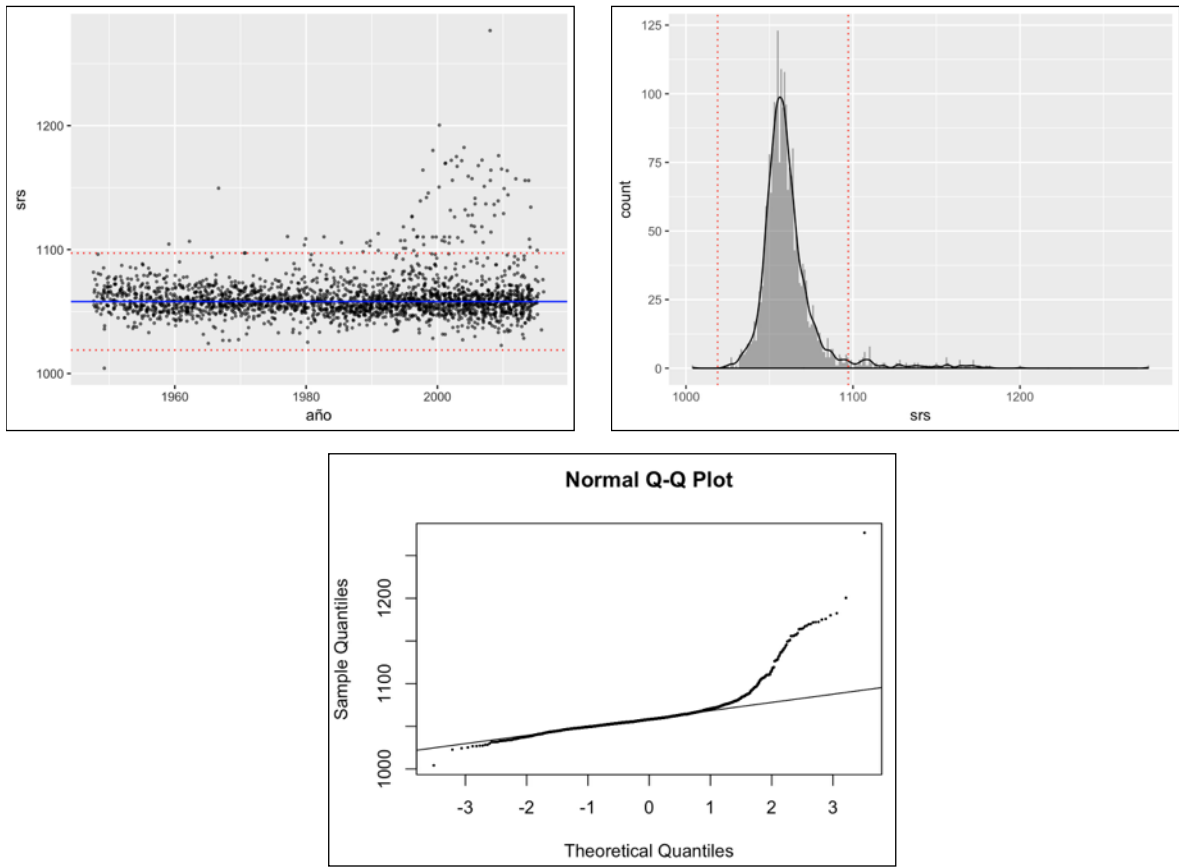 1200
1100
1000
srs
1960
1980
2000
año
125
100
75
50
25
0
count
1000
1100
1200
srs
Normal Q-Q Plot
1200
1100
1000
Sample Quantiles
-3 -2 -1 0 1 2 3
Theoretical Quantiles